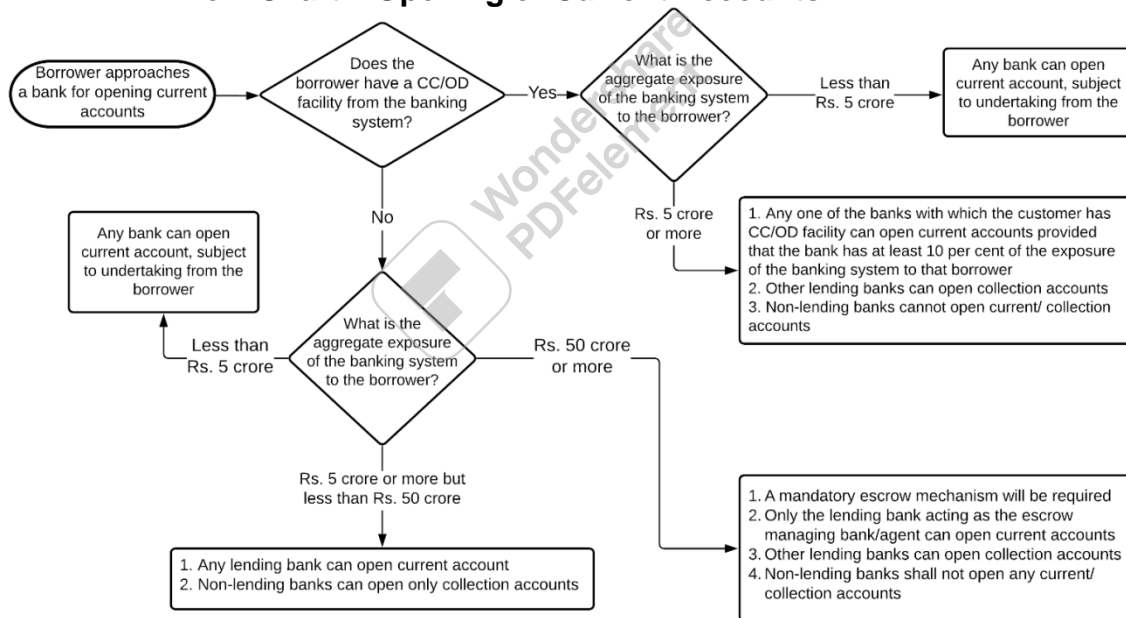 Flow Chart - Opening of Current Accounts
Borrower approaches
a bank for opening current
accounts
Does the
borrower have a CC/OD
facility from the banking
system?
Yes
What is the
aggregate exposure
of the banking system
to the borrower?
Less than
Rs. 5 crore
Any bank can open
current account, subject
to undertaking from the
borrower
No
Rs. 5 crore
or more
1. Any one of the banks with which the customer has
CC/OD facility can open current accounts provided
that the bank has at least 10 per cent of the exposure
of the banking system to that borrower
2. Other lending banks can open collection accounts
3. Non-lending banks cannot open current/ collection
accounts
Any bank can open
current account, subject
to undertaking from the
borrower
Less than
Rs. 5 crore
What is the
aggregate exposure
of the banking system
to the borrower?
Rs. 50 crore
or more
Rs. 5 crore or more but
less than Rs. 50 crore
1. Any lending bank can open current account
2. Non-lending banks can open only collection accounts
1. A mandatory escrow mechanism will be required
2. Only the lending bank acting as the escrow
managing bank/agent can open current accounts
3. Other lending banks can open collection accounts
4. Non-lending banks shall not open any current/
collection accounts
Wondershare
PDFelement